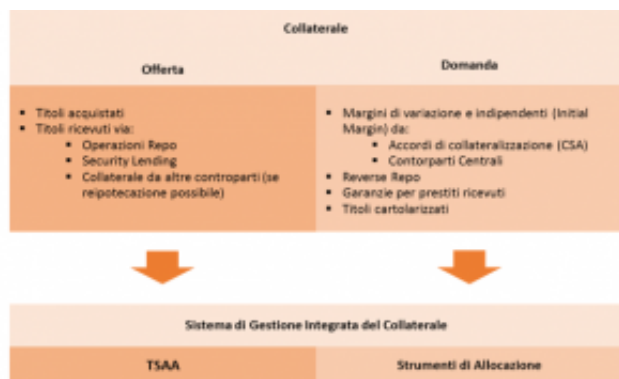 Collaterale
Offerta
Domanda
▪ Titoli acquistati
▪ Titoli ricevuti via:
▪ Operazioni Repo
▪ Security Lending
▪ Collaterale da altre controparti (se
reipotecazione possibile)
▪ Margini di variazione e indipendenti (Initial
Margin) da:
▪ Accordi di collateralizzazione (CSA)
▪ Contorparti Centrali
▪ Reverse Repo
▪ Garanzie per prestiti ricevuti
▪ Titoli cartolarizzati
Sistema di Gestione Integrata del Collaterale
TSAA
Strumenti di Allocazione